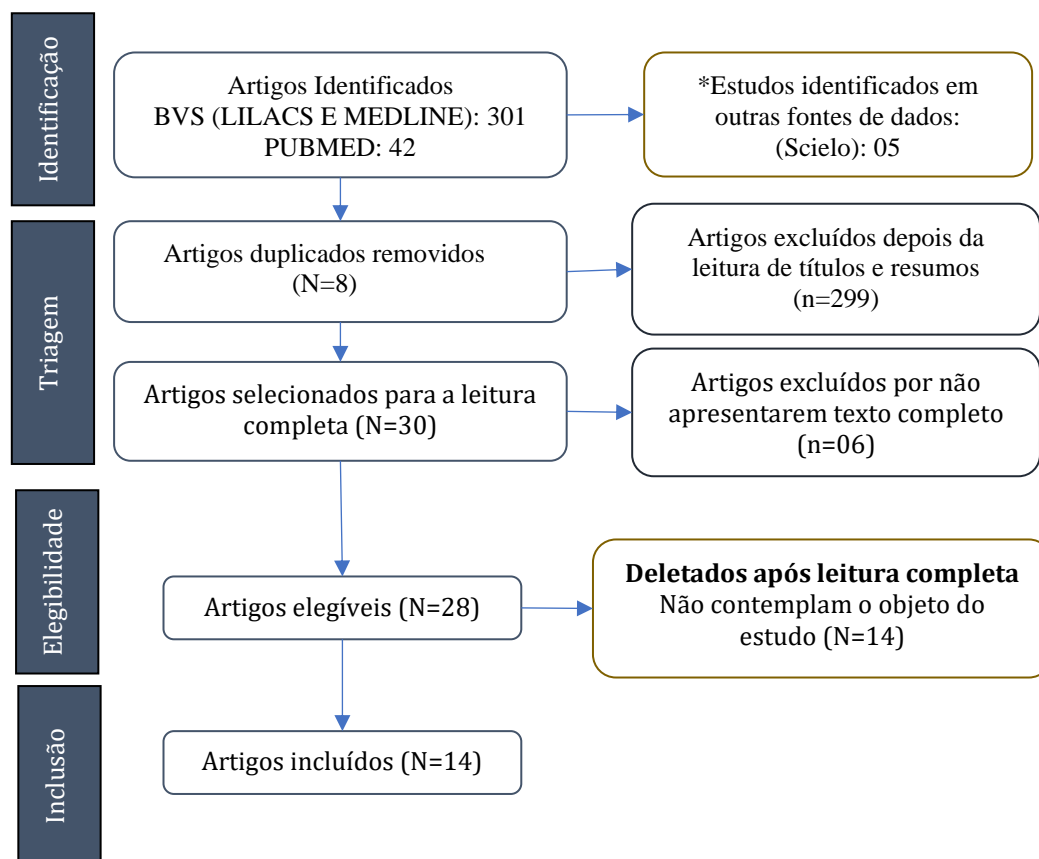 Identificação
Artigos Identificados
BVS (LILACS E MEDLINE): 301
PUBMED: 42
*Estudos identificados em
outras fontes de dados:
(Scielo): 05
Triagem
Artigos duplicados removidos
(N=8)
Artigos excluídos depois da
leitura de títulos e resumos
(n=299)
Artigos selecionados para a leitura
completa (N=30)
Artigos excluídos por não
apresentarem texto completo
(n=06)
Elegibilidade
Artigos elegíveis (N=28)
Deletados após leitura completa
Não contemplam o objeto do
estudo (N=14)
Inclusão
Artigos incluídos (N=14)